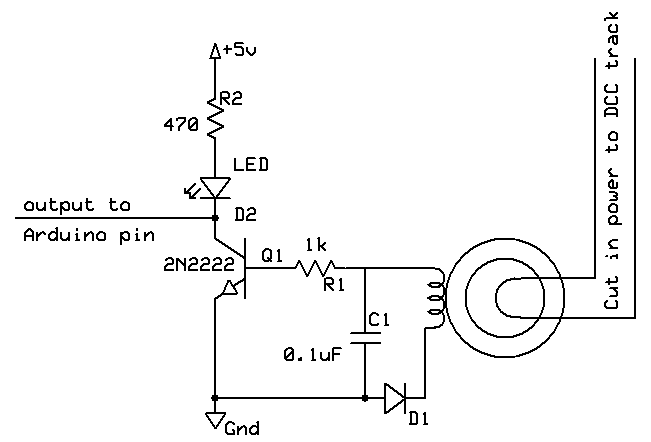 +5v
R2
470
LED
D2
output to
Arduino pin
2N2222
Q1
1k
R1
C1
0.1uF
D1
Gnd
Cut in power to DCC track